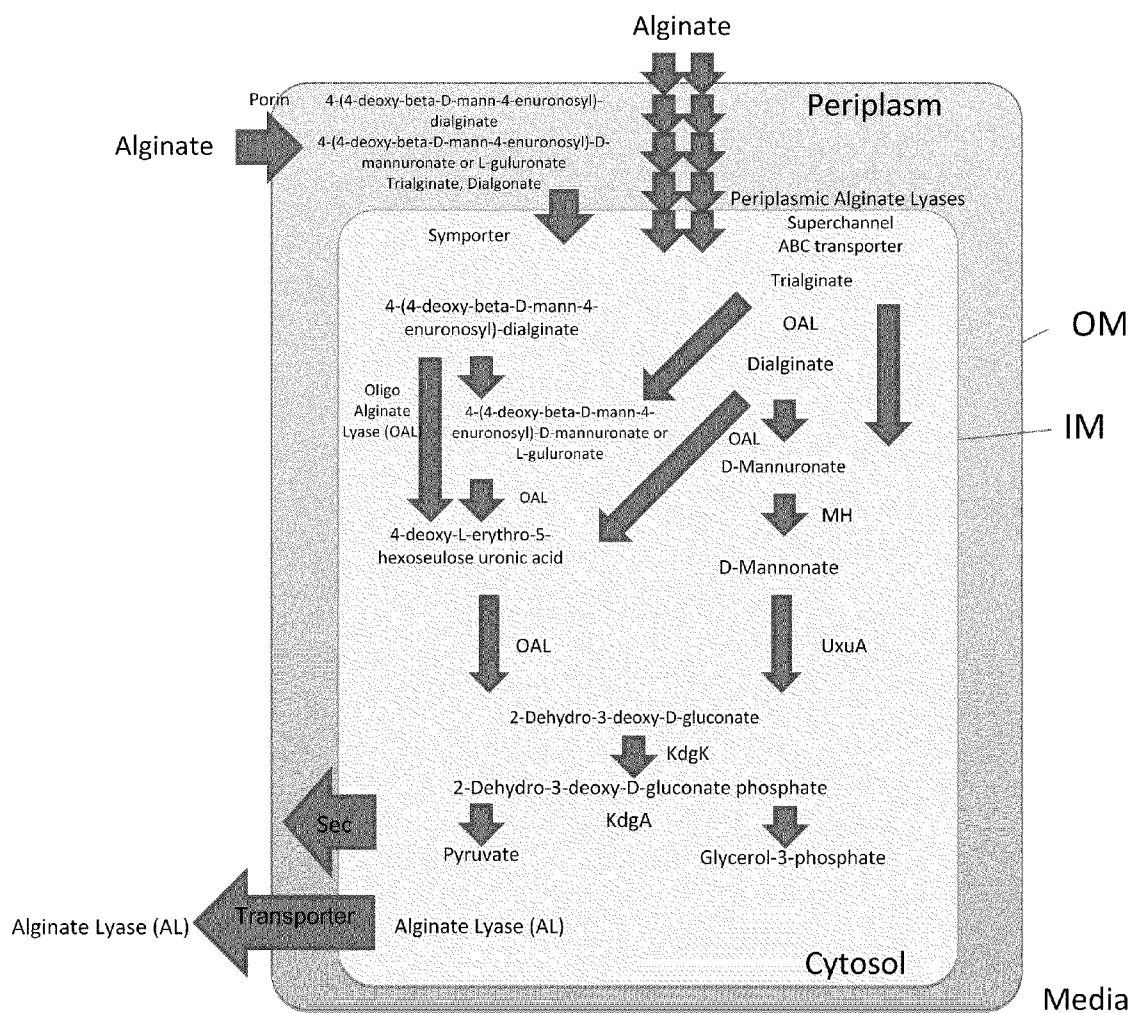 Alginate
Porin
4-(4-deoxy-beta-D-mann-4-enuronosyl)-
dialginate
4-(4-deoxy-beta-D-mann-4-enuronosyl)-D-
mannuronate or L-guluronate
Trialginate, Dialgonate
Periplasm
Alginate
Periplasmic Alginate Lyases
Superchannel
ABC transporter
Symporter
Trialginate
4-(4-deoxy-beta-D-mann-4-
enuronosyl)-dialginate
OAL
Dialginate
OM
Oligo
Alginate
Lyase (OAL)
4-(4-deoxy-beta-D-mann-4-
enuronosyl)-D-mannuronate or
L-guluronate
OAL
D-Mannuronate
IM
OAL
MH
4-deoxy-L-erythro-5-
hexoseulose uronic acid
D-Mannonate
OAL
UxuA
2-Dehydro-3-deoxy-D-gluconate
KdgK
2-Dehydro-3-deoxy-D-gluconate phosphate
KdgA
Sec
Pyruvate
Glycerol-3-phosphate
Alginate Lyase (AL)
Transporter
Alginate Lyase (AL)
Cytosol
Media